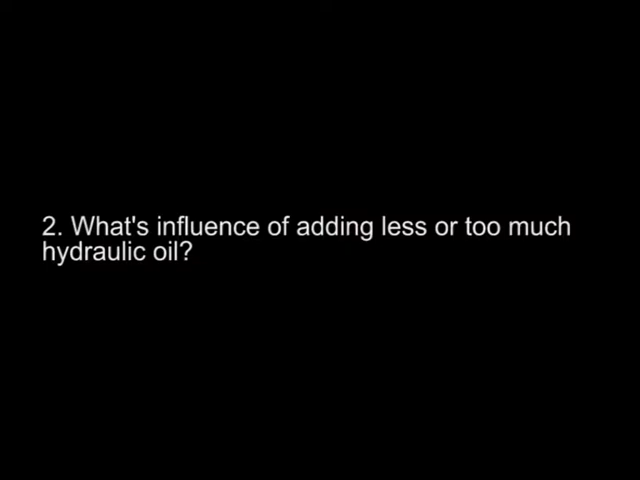 2. What's influence of adding less or too much
hydraulic oil?